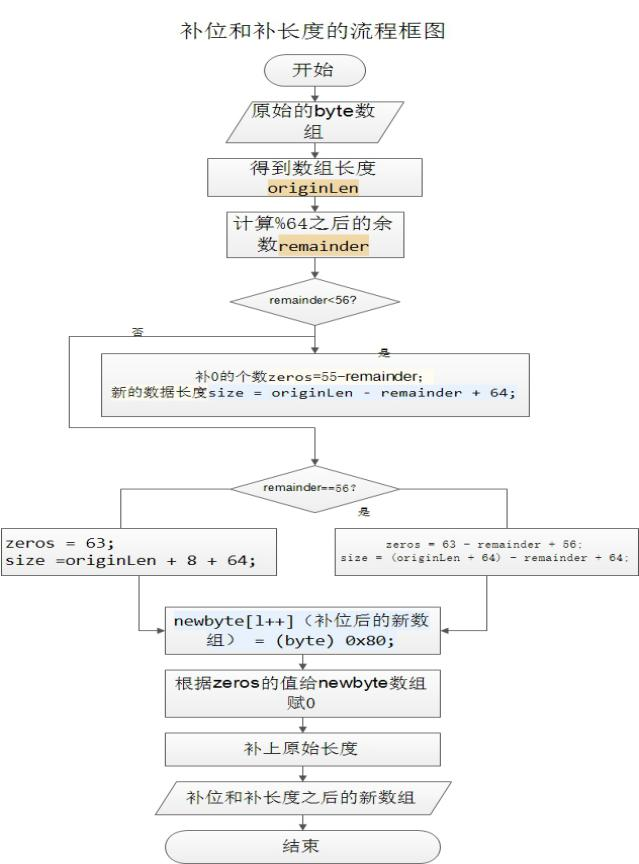 补位和补长度的流程框图
开始
原始的byte数
组
得到数组长度
originLen
计算%64之后的余
数remainder
remainder<56?
否
是
补0的个数zeros=55-remainder;
新的数据长度size = originLen - remainder + 64;
remainder==56?
是
zeros = 63;
size =originLen + 8 + 64;
zeros = 63 - remainder + 56;
size = (originLen + 64) - remainder + 64;
newbyte[l++]（补位后的新数
组） = (byte) 0x80;
根据zeros的值给newbyte数组
赋0
补上原始长度
补位和补长度之后的新数组
结束